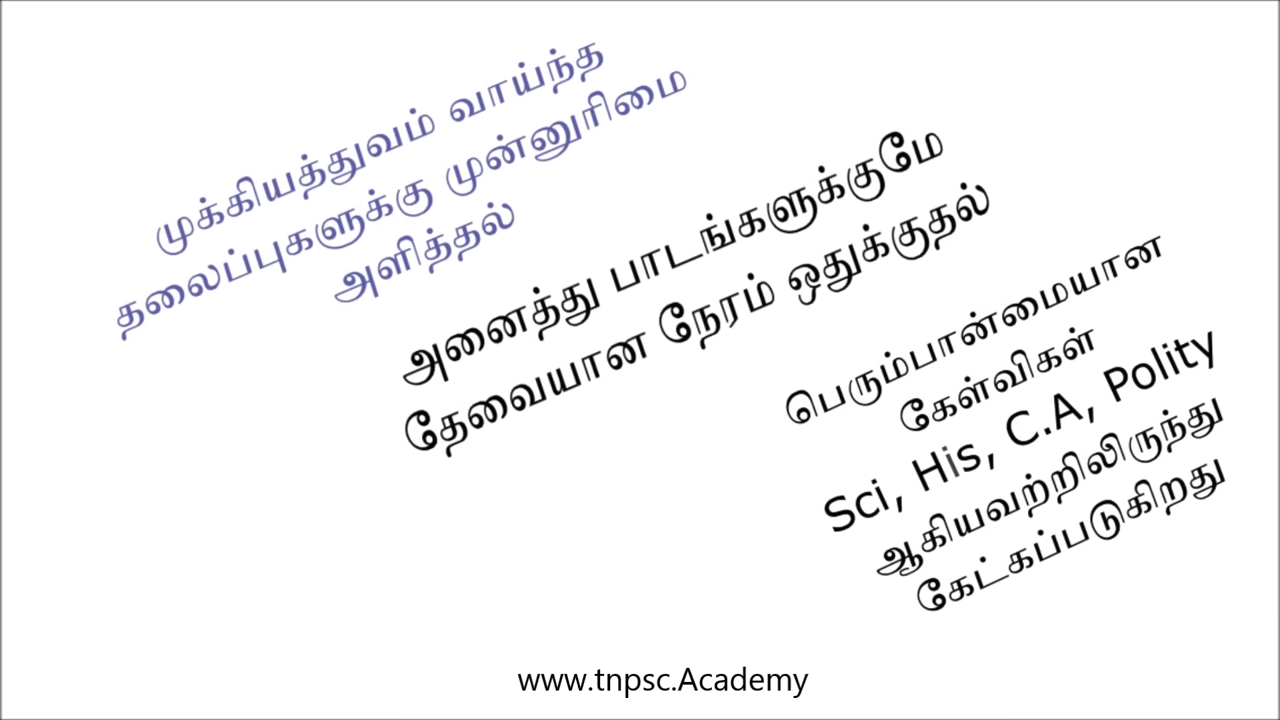 முக்கியத்துவம் வாய்ந்த
தலைப்புகளுக்கு முன்னுரிமை
அளித்தல்
அனைத்து பாடங்களுக்குமே
தேவையான நேரம் ஒதுக்குதல்
பெரும்பான்மையான
கேள்விகள்
Sci, His, C.A, Polity
ஆகியவற்றிலிருந்து
கேட்கப்படுகிறது
www.tnpsc.Academy